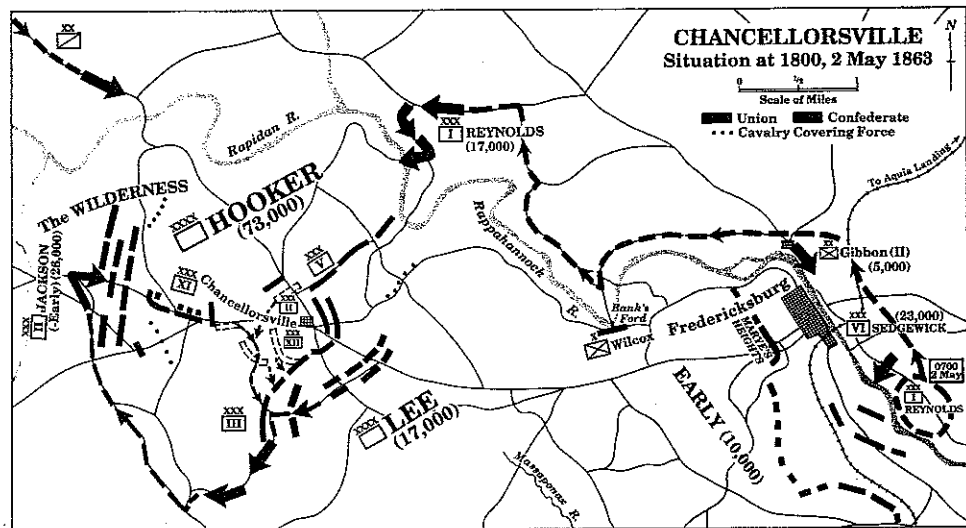 CHANCELLORSVILLE
Situation at 1800, 2 May 1863
N
0 ½ 1
Scale of Miles
Union Confederate
Cavalry Covering Force
XX
Rapidan R.
XXX
I REYNOLDS
(17,000)
To Aquia Landing
The WILDERNESS
XXXX
HOOKER
(73,000)
Rappahannock
R.
XX
Gibbon (II)
(5,000)
XXX
II JACKSON
(-Early) (26,000)
XXX
XI
XXX
V
Chancellorsville
XXX
II
XXX
XII
Bank's
Ford
X
Wilcox
Fredericksburg
MARYE'S
HEIGHTS
(23,000)
XXX
VI SEDGEWICK
0700
2 May
XXX
I
REYNOLDS
XXX
III
XXXX
LEE
(17,000)
EARLY (10,000)
Massaponax
R.